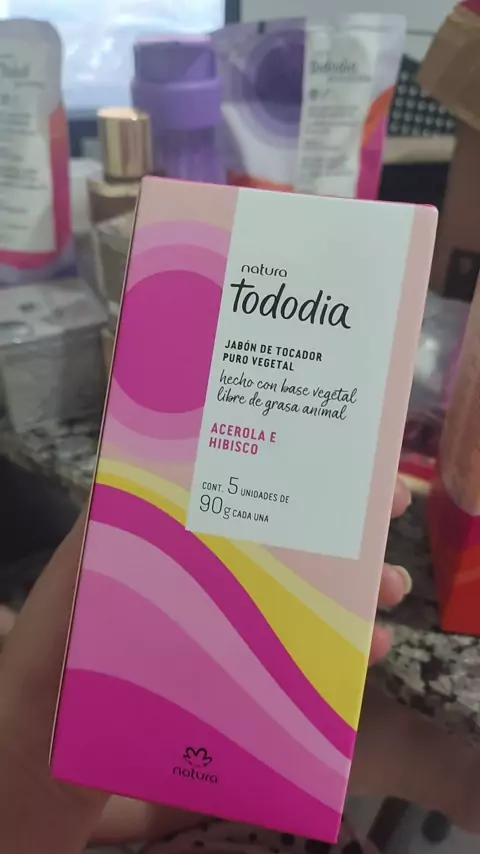 natura
Tododia
JABÓN DE TOCADOR
PURO VEGETAL
hecho con base vegetal
libre de grasa animal
ACEROLA E
HIBISCO
CONT. 5 UNIDADES DE
90g CADA UNA
natura
Tododia